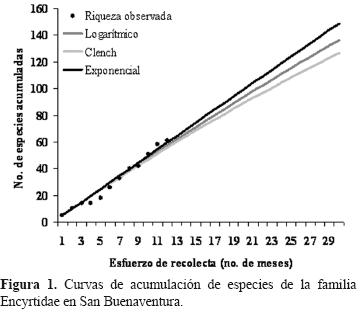 160
140
120
100
80
60
40
20
0
No. de especies acumuladas
Riqueza observada
Logarítmico
Clench
Exponencial
1 3 5 7 9 11 13 15 17 19 21 23 25 27 29
Esfuerzo de recolecta (no. de meses)
Figura 1. Curvas de acumulación de especies de la familia
Encyrtidae en San Buenaventura.